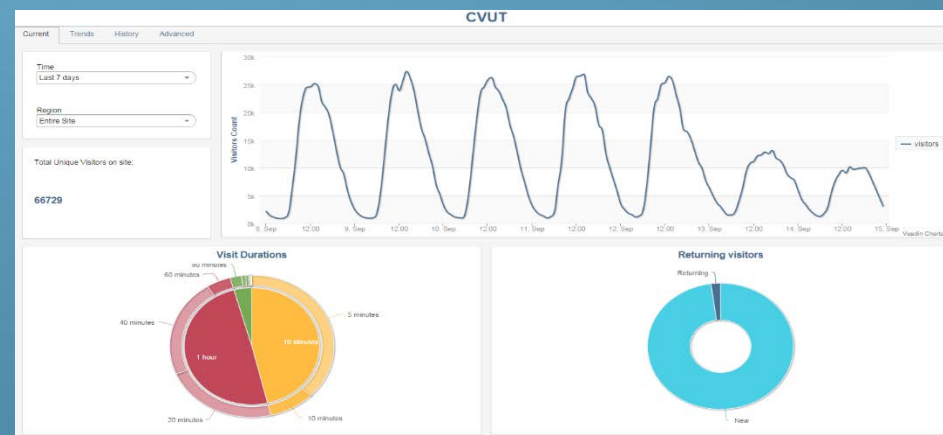 CVUT
Current Trends History Advanced
Time
Last 7 days
Region
Entire Site
Total Unique Visitors on site:
66729
30k
25k
20k
15k
10k
5k
0k
Visitors Count
8. Sep 12:00 9. Sep 12:00 10. Sep 12:00 11. Sep 12:00 12. Sep 12:00 13. Sep 12:00 14. Sep 12:00 15. Sep
visitors
Vaadin Charts
Visit Durations
90 minutes
60 minutes
40 minutes
20 minutes
5 minutes
10 minutes
1 hour
10 minutes
Returning visitors
Returning
New